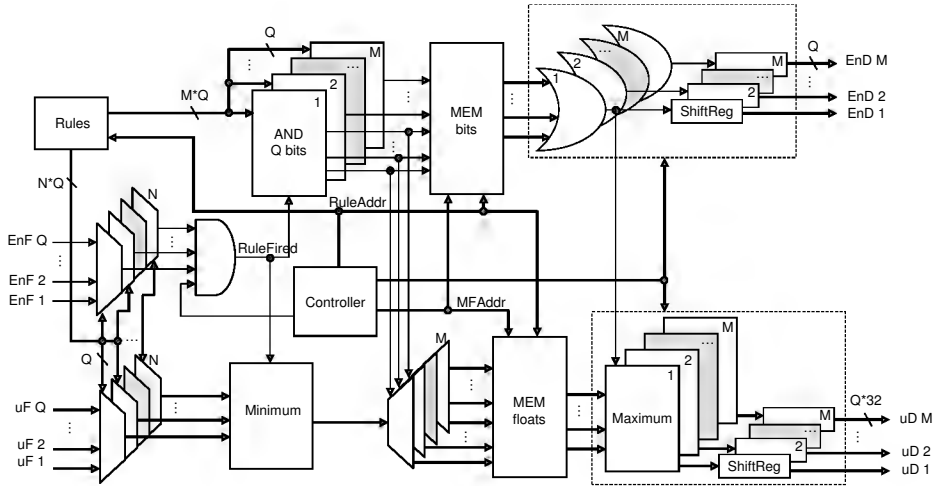 Q
M
...
2
1
AND
Q bits
M*Q
Rules
N*Q
MEM
bits
M
...
2
1
M
...
2
ShiftReg
Q
EnD M
EnD 2
EnD 1
N
EnF Q
EnF 2
EnF 1
RuleFired
RuleAddr
Controller
MFAddr
Q
N
uF Q
uF 2
uF 1
Minimum
M
MEM
floats
M
...
2
1
Maximum
M
...
2
ShiftReg
Q*32
uD M
uD 2
uD 1